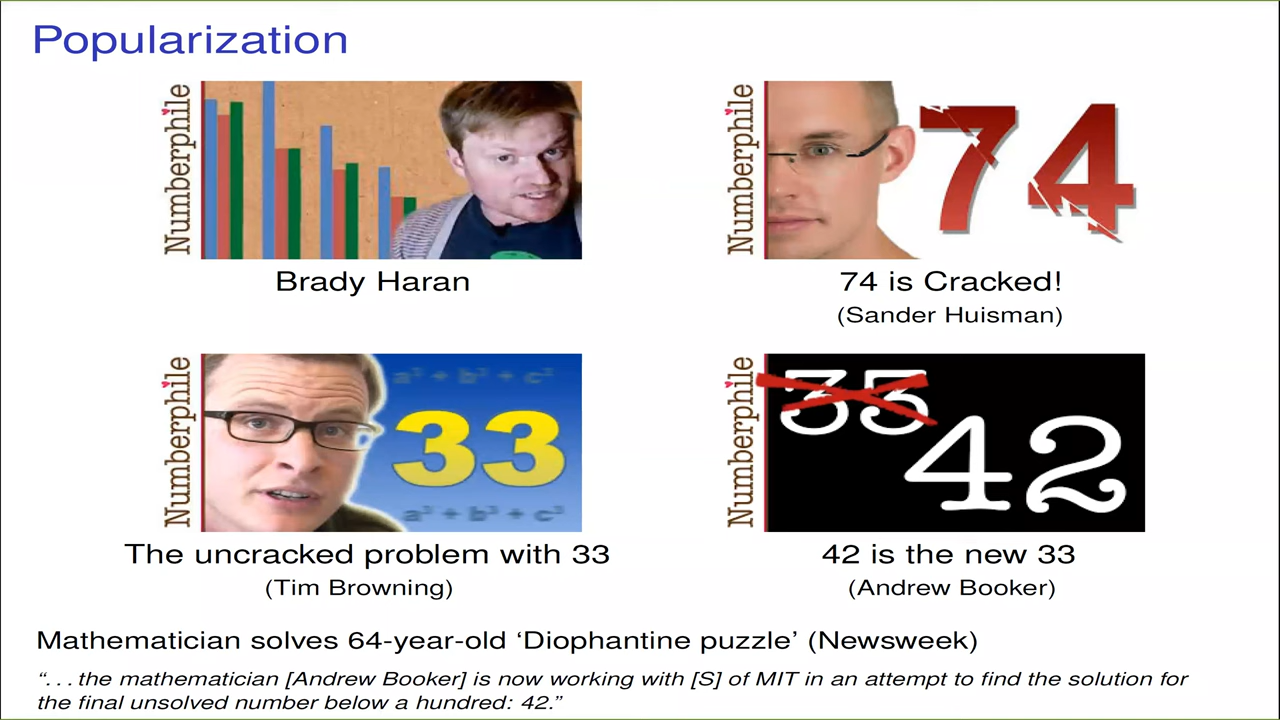 Popularization
Numberphile
Brady Haran
Numberphile
74
74 is Cracked!
(Sander Huisman)
Numberphile
a³ + b³ + c³
33
a³ + b³ + c³
The uncracked problem with 33
(Tim Browning)
Numberphile
33
42
42 is the new 33
(Andrew Booker)
Mathematician solves 64-year-old ‘Diophantine puzzle’ (Newsweek)
“. . . the mathematician [Andrew Booker] is now working with [S] of MIT in an attempt to find the solution for
the final unsolved number below a hundred: 42.”